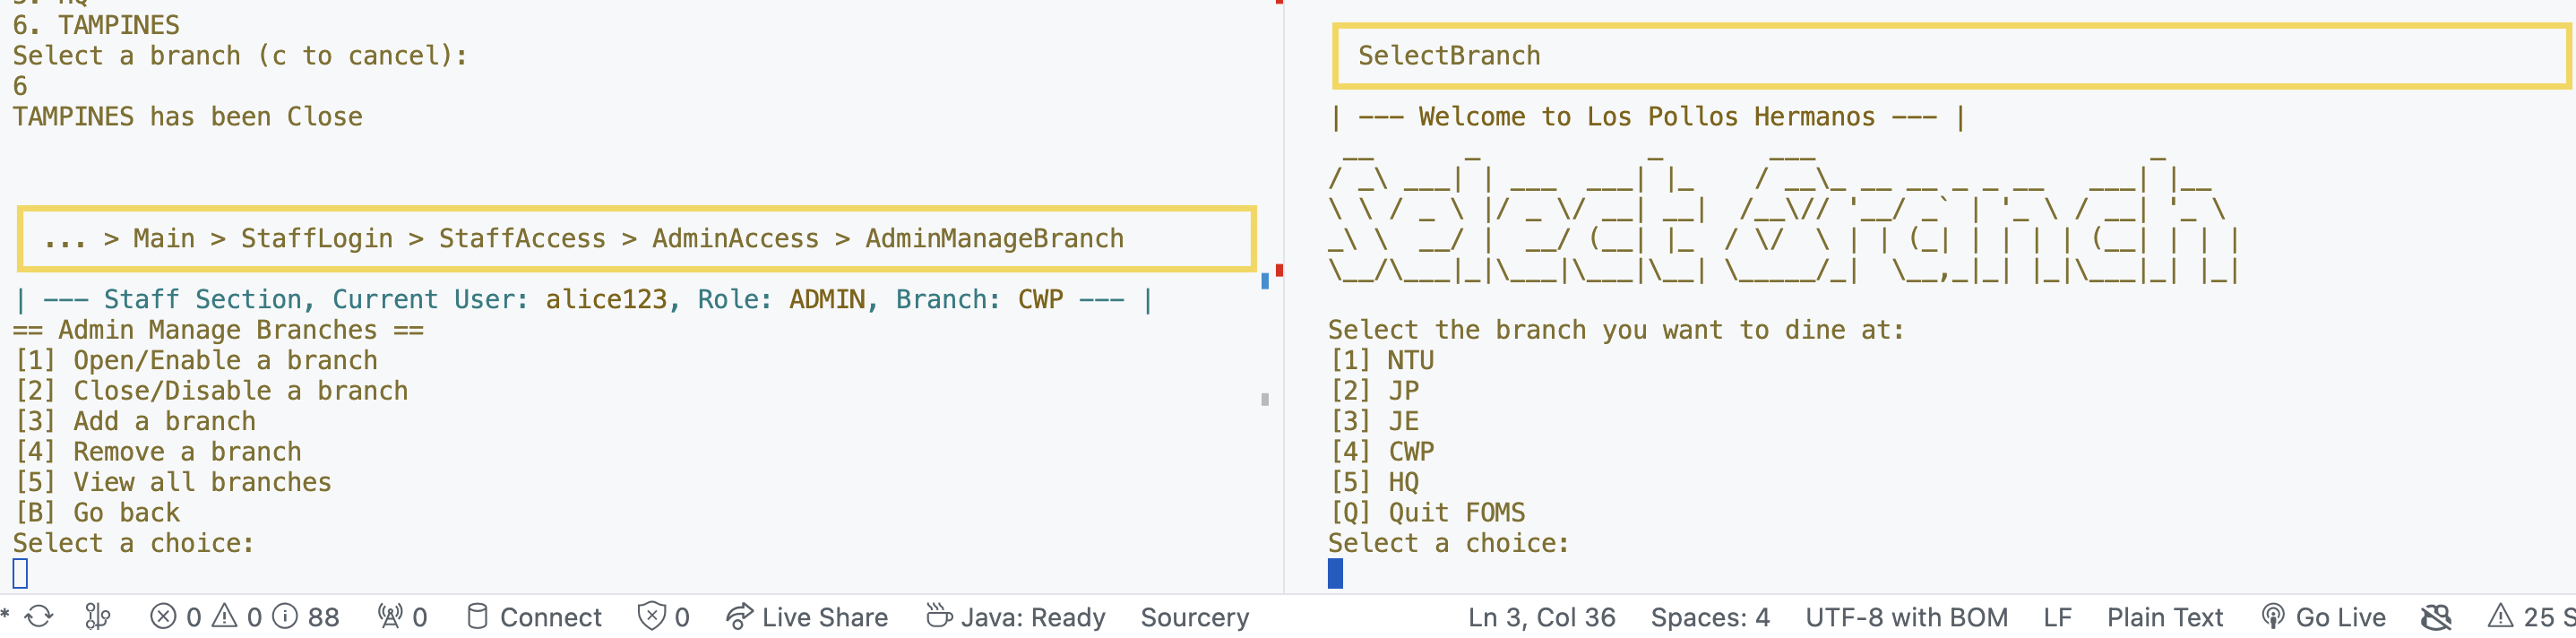 6. TAMPINES
Select a branch (c to cancel):
6
TAMPINES has been Close
... > Main > StaffLogin > StaffAccess > AdminAccess > AdminManageBranch
| --- Staff Section, Current User: alice123, Role: ADMIN, Branch: CWP --- |
== Admin Manage Branches ==
[1] Open/Enable a branch
[2] Close/Disable a branch
[3] Add a branch
[4] Remove a branch
[5] View all branches
[B] Go back
Select a choice:
SelectBranch
| --- Welcome to Los Pollos Hermanos --- |
Select Branch
Select the branch you want to dine at:
[1] NTU
[2] JP
[3] JE
[4] CWP
[5] HQ
[Q] Quit FOMS
Select a choice:
* 0 0 88 0 Connect 0 Live Share Java: Ready Sourcery Ln 3, Col 36 Spaces: 4 UTF-8 with BOM LF Plain Text Go Live 25 S